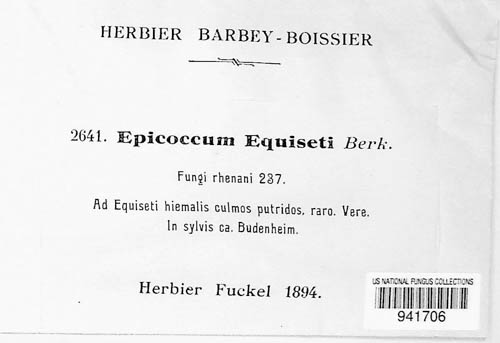 HERBIER BARBEY-BOISSIER
2641. Epicoccum Equiseti Berk.
Fungi rhenani 237.
Ad Equiseti hiemalis culmos putridos, raro. Vere.
In sylvis ca. Budenheim.
Herbier Fuckel 1894.
US NATIONAL FUNGUS COLLECTIONS
941706